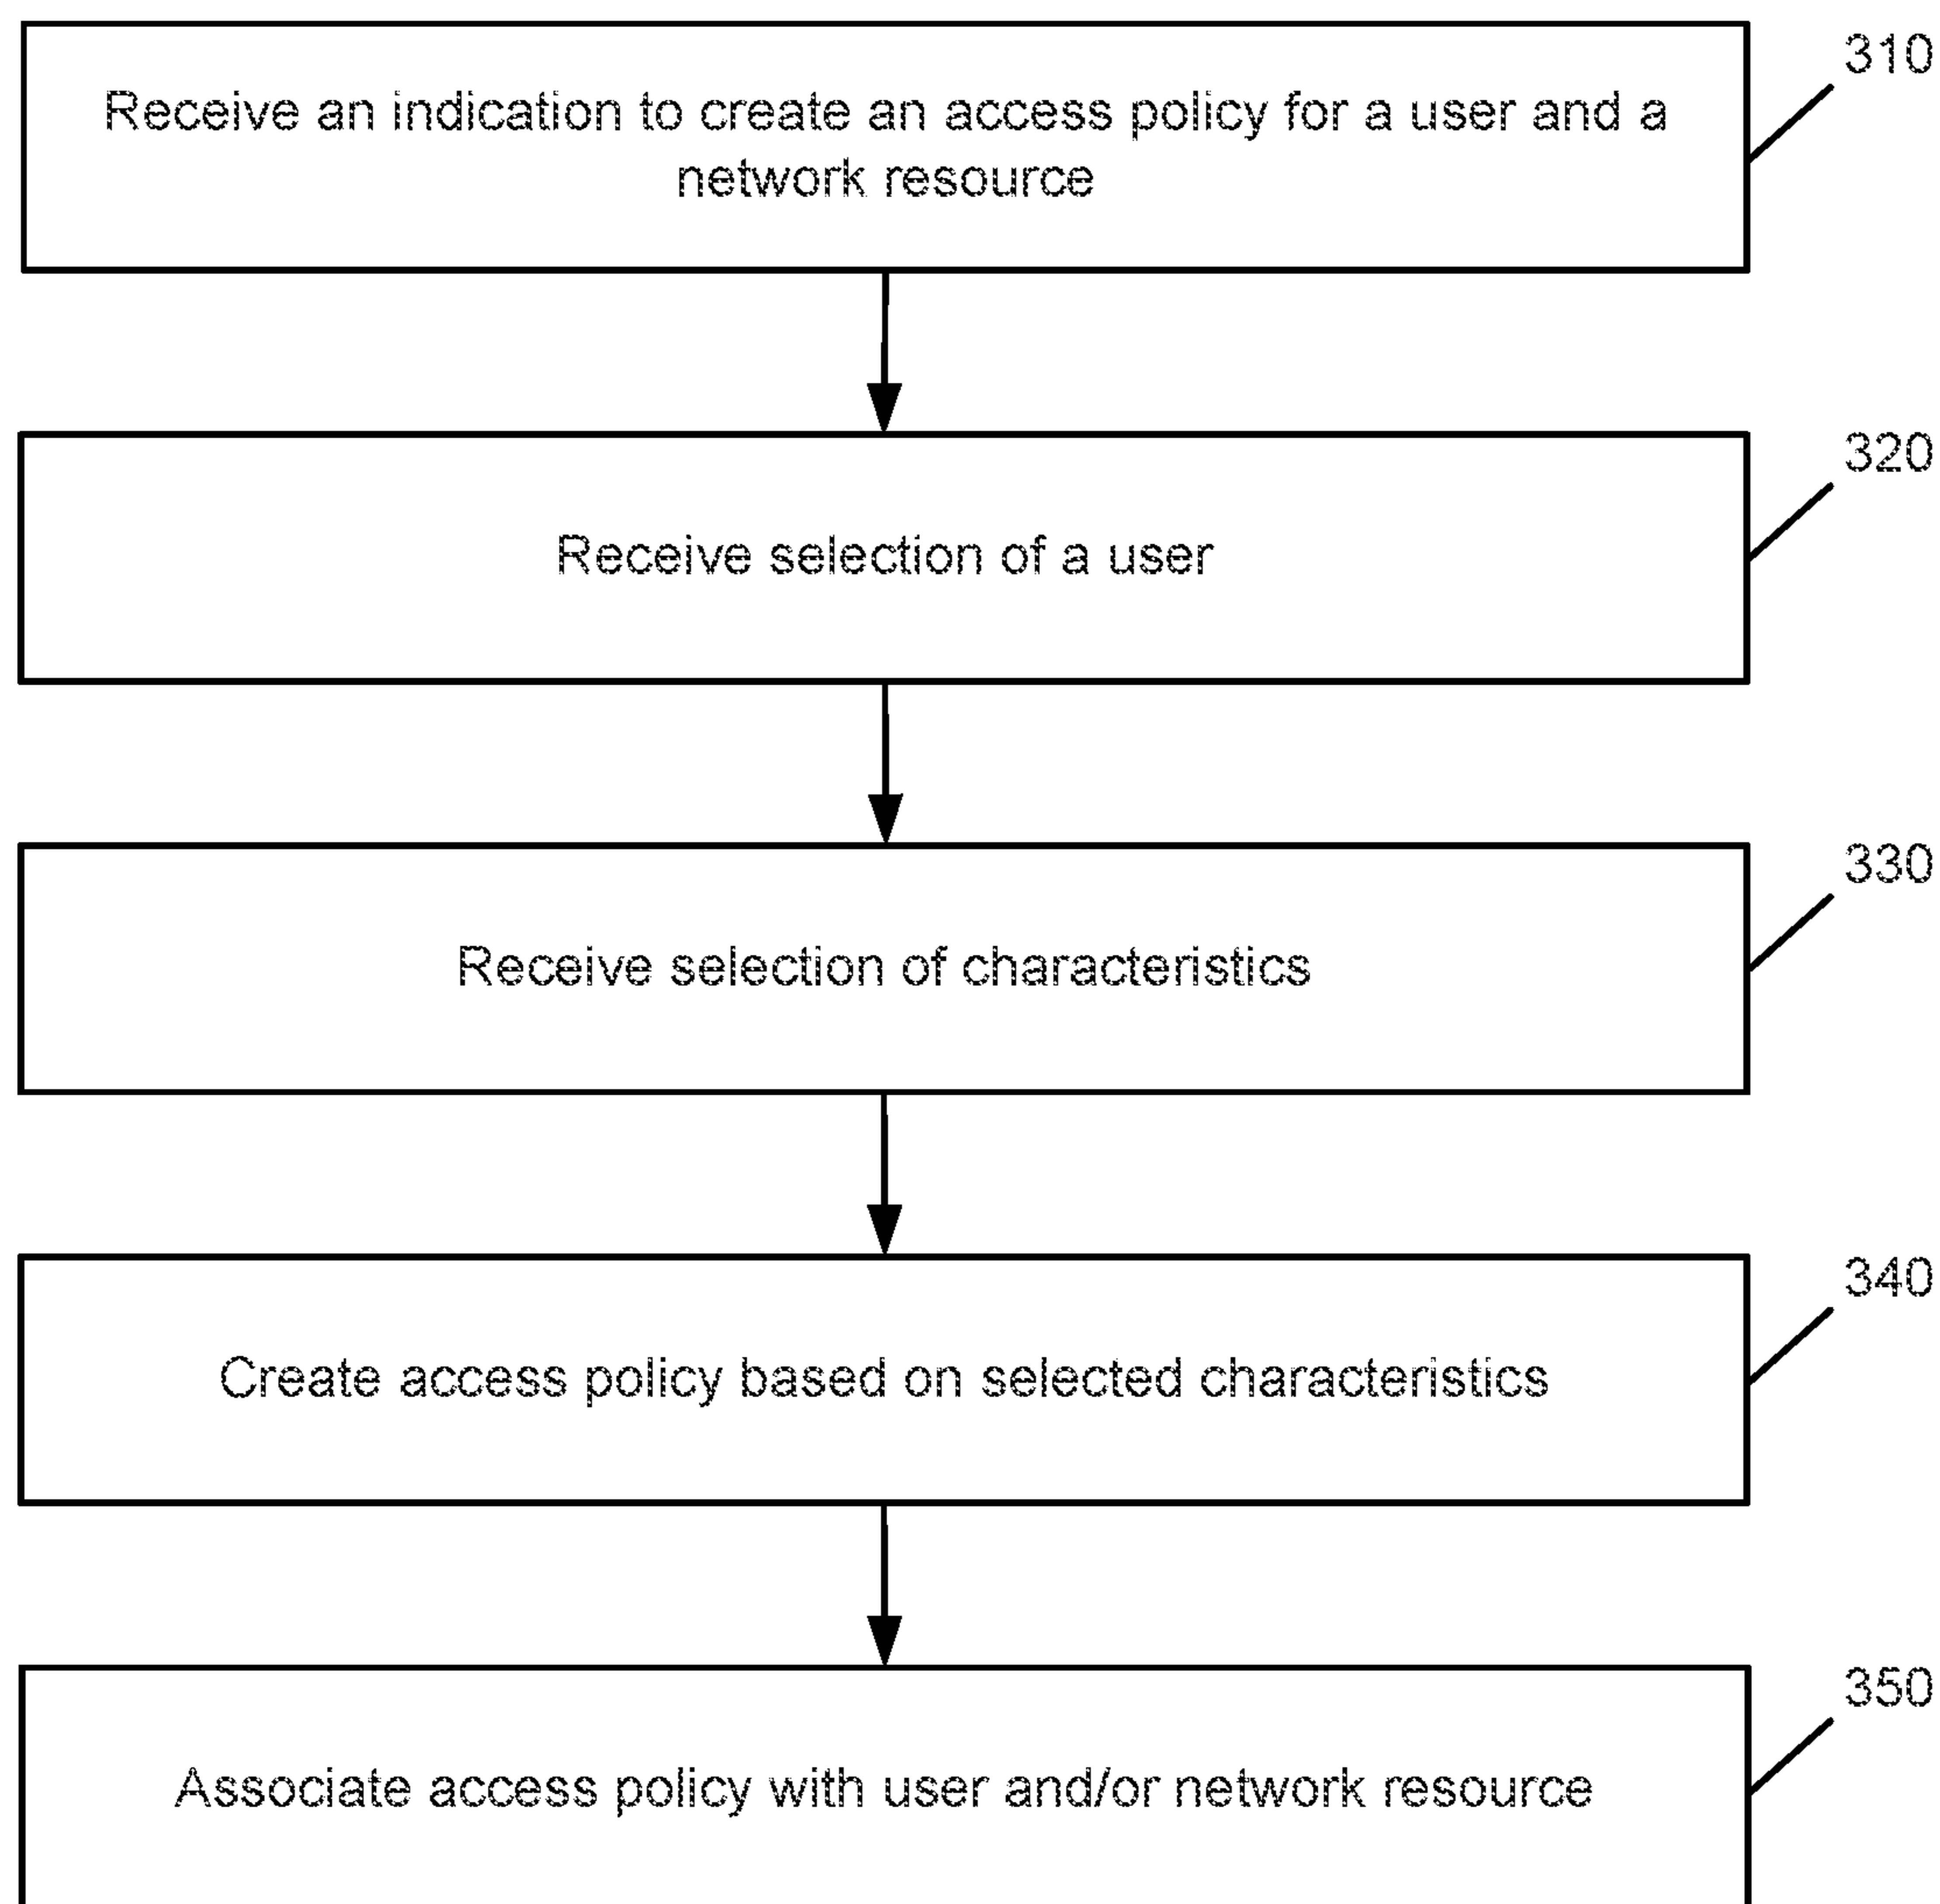 310
Receive an indication to create an access policy for a user and a
network resource
320
Receive selection of a user
330
Receive selection of characteristics
340
Create access policy based on selected characteristics
350
Associate access policy with user and/or network resource